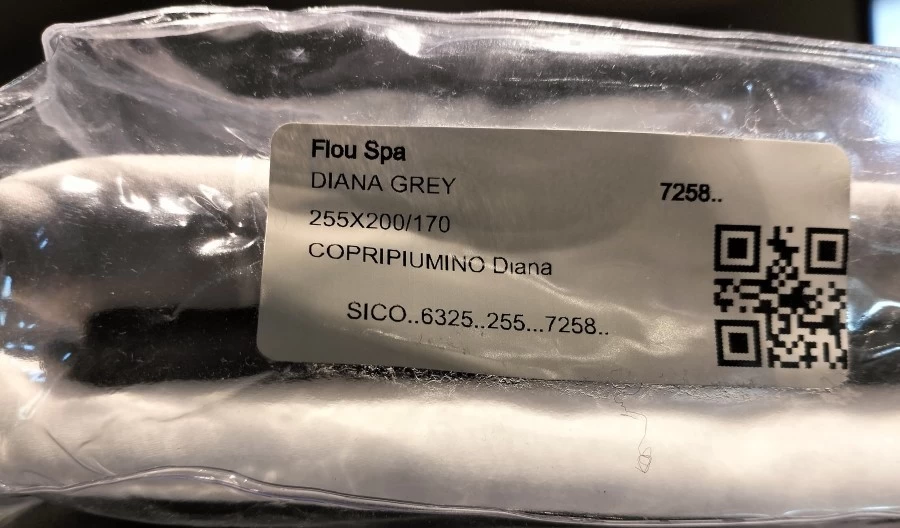 Flou Spa
DIANA GREY
7258..
255X200/170
COPRIPIUMINO Diana
SICO..6325..255...7258..